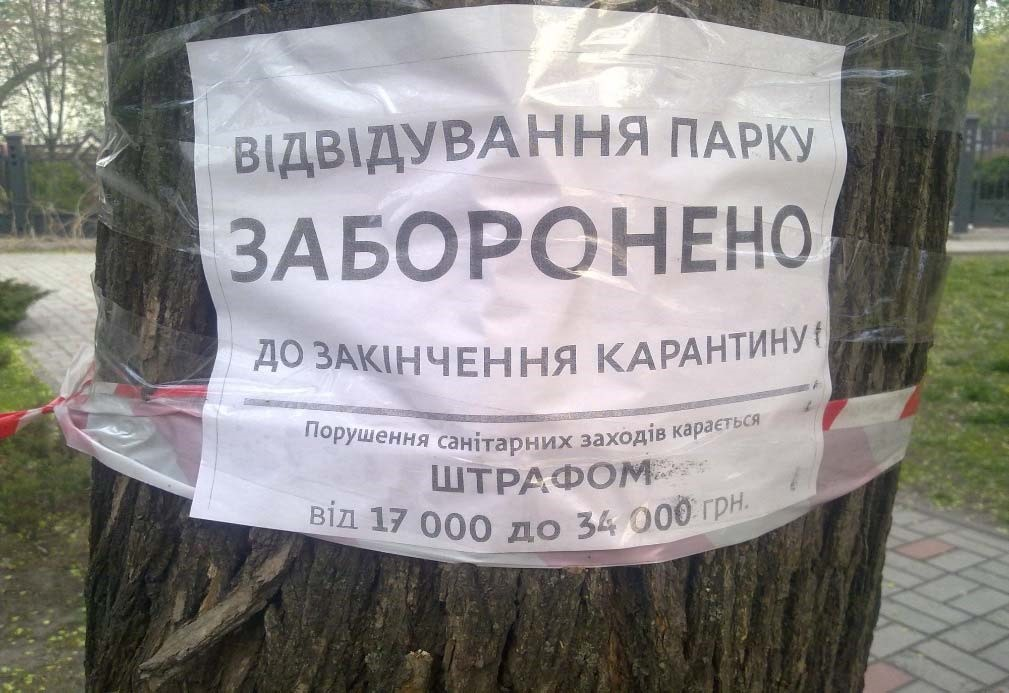 ВІДВІДУВАННЯ ПАРКУ
ЗАБОРОНЕНО
ДО ЗАКІНЧЕННЯ КАРАНТИНУ
Порушення санітарних заходів карається
ШТРАФОМ
від 17 000 до 34 000 грн.